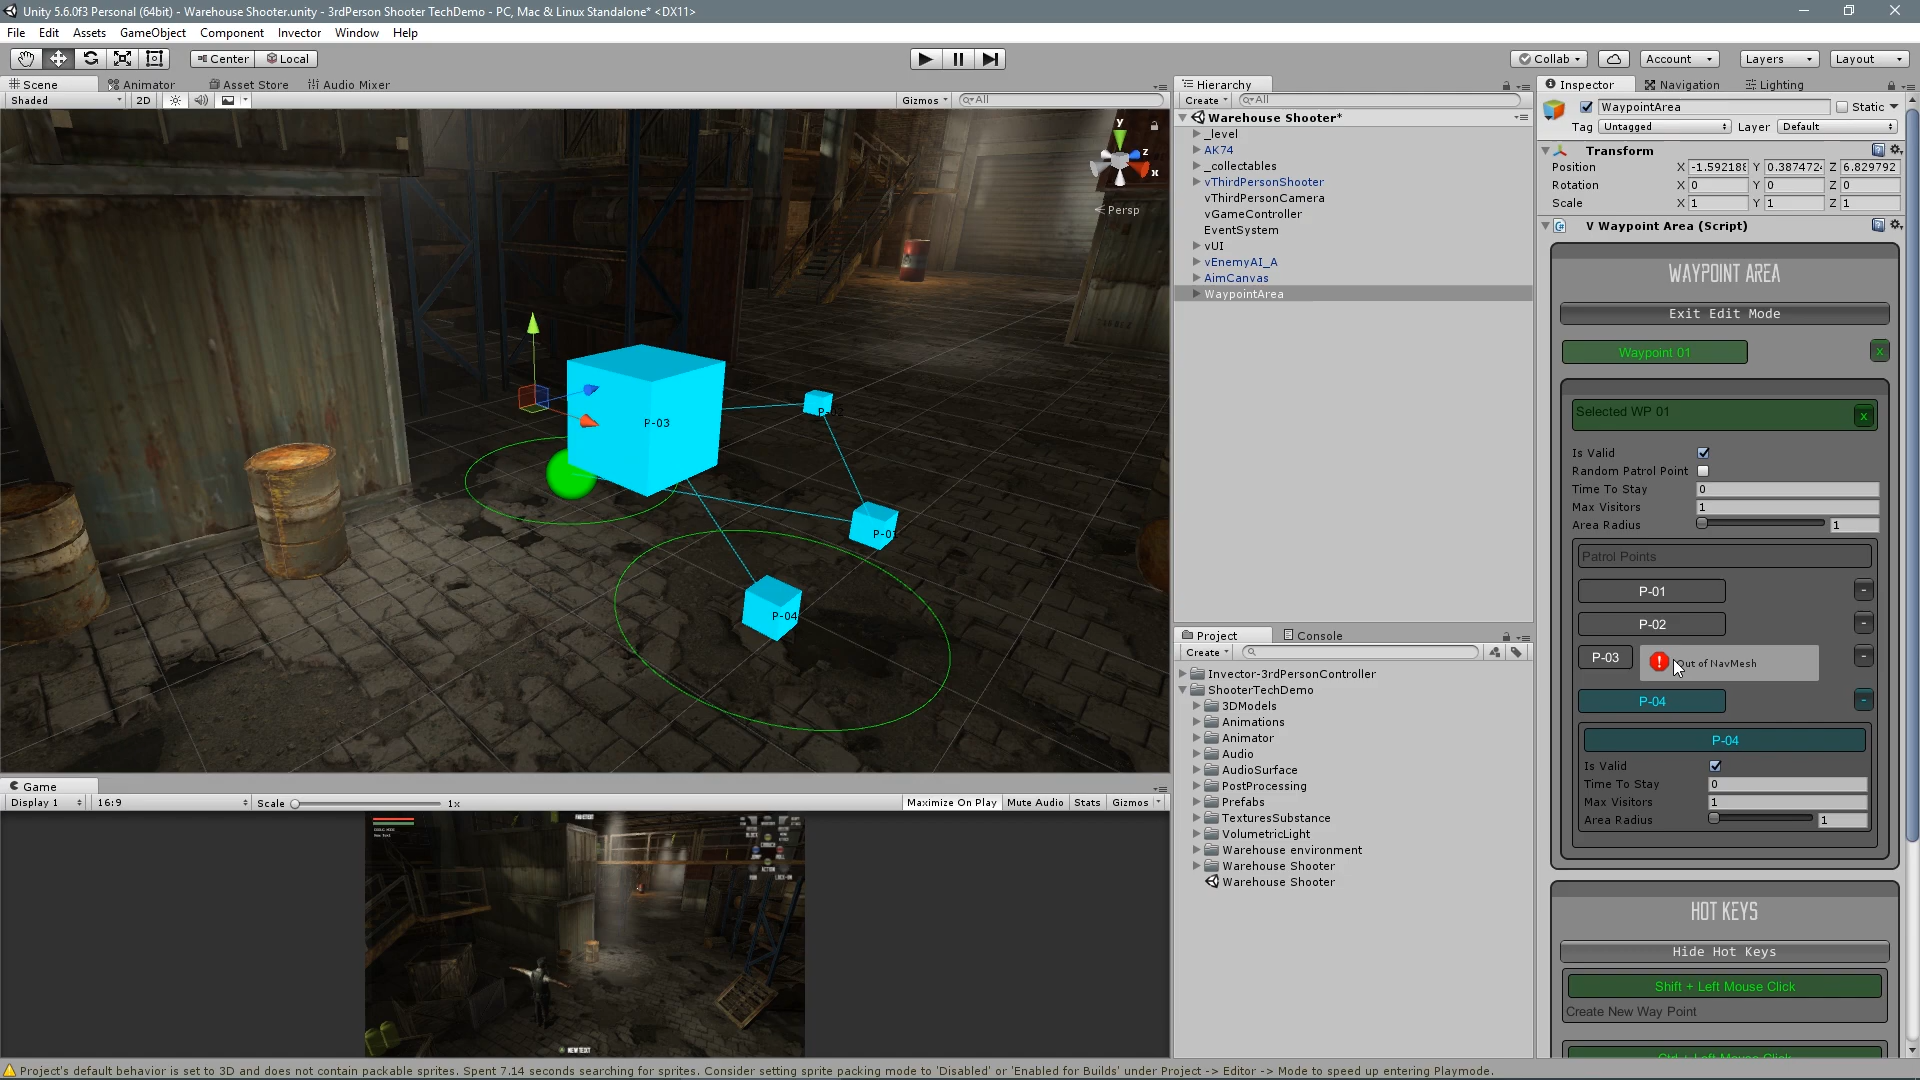 Unity 5.6.0f3 Personal (64bit) - Warehouse Shooter.unity - 3rdPerson Shooter TechDemo - PC, Mac & Linux Standalone* <DX11>
File Edit Assets GameObject Component Invector Window Help
Center Local Collab Account Layers Layout
Scene Animator Asset Store Audio Mixer
Shaded 2D Gizmos All
y
z
x
Persp
P-03
P-02
P-01
P-04
Hierarchy
Create All
Warehouse Shooter*
_level
AK74
_collectables
vThirdPersonShooter
vThirdPersonCamera
vGameController
EventSystem
vUI
vEnemyAI_A
AimCanvas
WaypointArea
Project Console
Create
Invector-3rdPersonController
ShooterTechDemo
3DModels
Animations
Animator
Audio
AudioSurface
PostProcessing
Prefabs
TexturesSubstance
VolumetricLight
Warehouse environment
Warehouse Shooter
Warehouse Shooter
Inspector Navigation Lighting
WaypointArea Static
Tag Untagged Layer Default
Transform
Position X -1.592188 Y 0.3874724 Z 6.829792
Rotation X 0 Y 0 Z 0
Scale X 1 Y 1 Z 1
V Waypoint Area (Script)
WAYPOINT AREA
Exit Edit Mode
Waypoint 01 X
Selected WP 01 X
Is Valid
Random Patrol Point
Time To Stay 0
Max Visitors 1
Area Radius 1
Patrol Points
P-01 -
P-02 -
P-03 Out of NavMesh -
P-04 -
P-04
Is Valid
Time To Stay 0
Max Visitors 1
Area Radius 1
HOT KEYS
Hide Hot Keys
Shift + Left Mouse Click
Create New Way Point
Ctrl + Left Mouse Click
Game
Display 1 16:9 Scale 1x Maximize On Play Mute Audio Stats Gizmos
NEW TEXT
Project's default behavior is set to 3D and does not contain packable sprites. Spent 7.14 seconds searching for sprites. Consider setting sprite packing mode to 'Disabled' or 'Enabled for Builds' under Project -> Editor -> Mode to speed up entering Playmode.